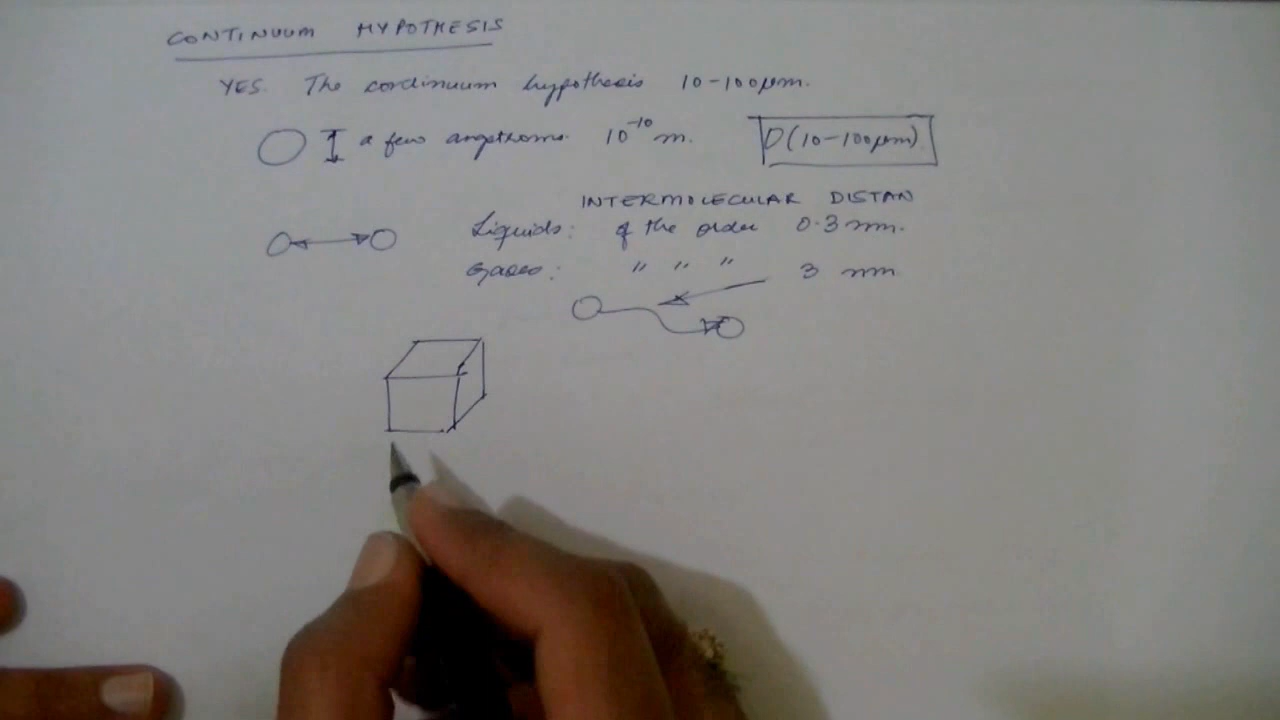 CONTINUUM HYPOTHESIS
YES. The continuum hypothesis 10-100μm.
a few angstroms. 10⁻¹⁰ m. D(10-100μm)
INTERMOLECULAR DISTAN
Liquids: of the order 0.3 nm.
Gases: " " " 3 nm